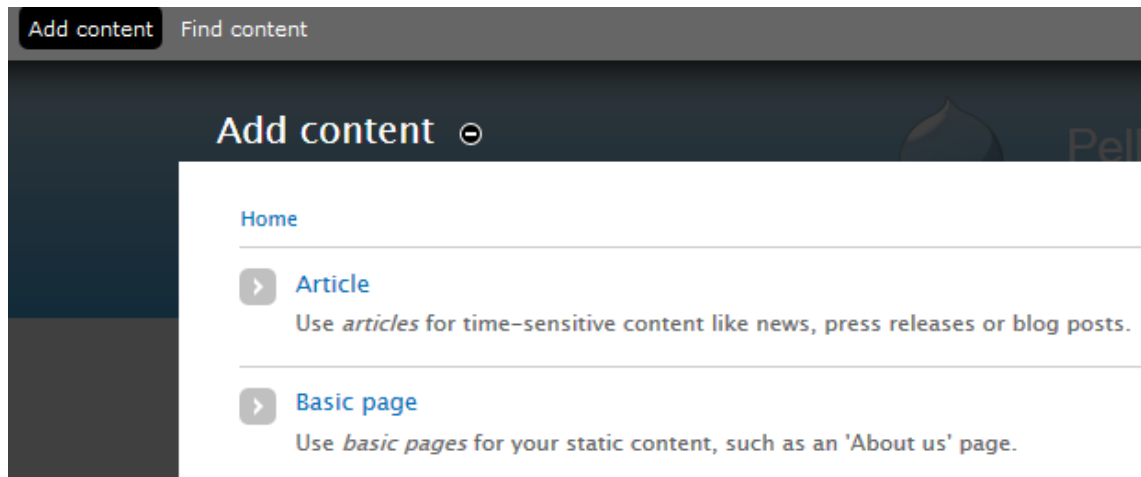 Add content Find content
Add content
Pell
Home
Article
Use articles for time-sensitive content like news, press releases or blog posts.
Basic page
Use basic pages for your static content, such as an 'About us' page.